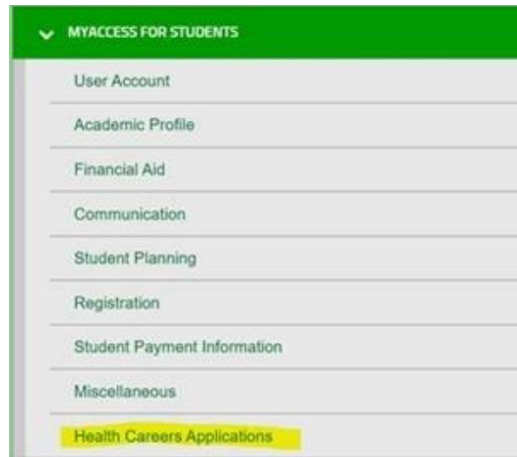 MYACCESS FOR STUDENTS
User Account
Academic Profile
Financial Aid
Communication
Student Planning
Registration
Student Payment Information
Miscellaneous
Health Careers Applications